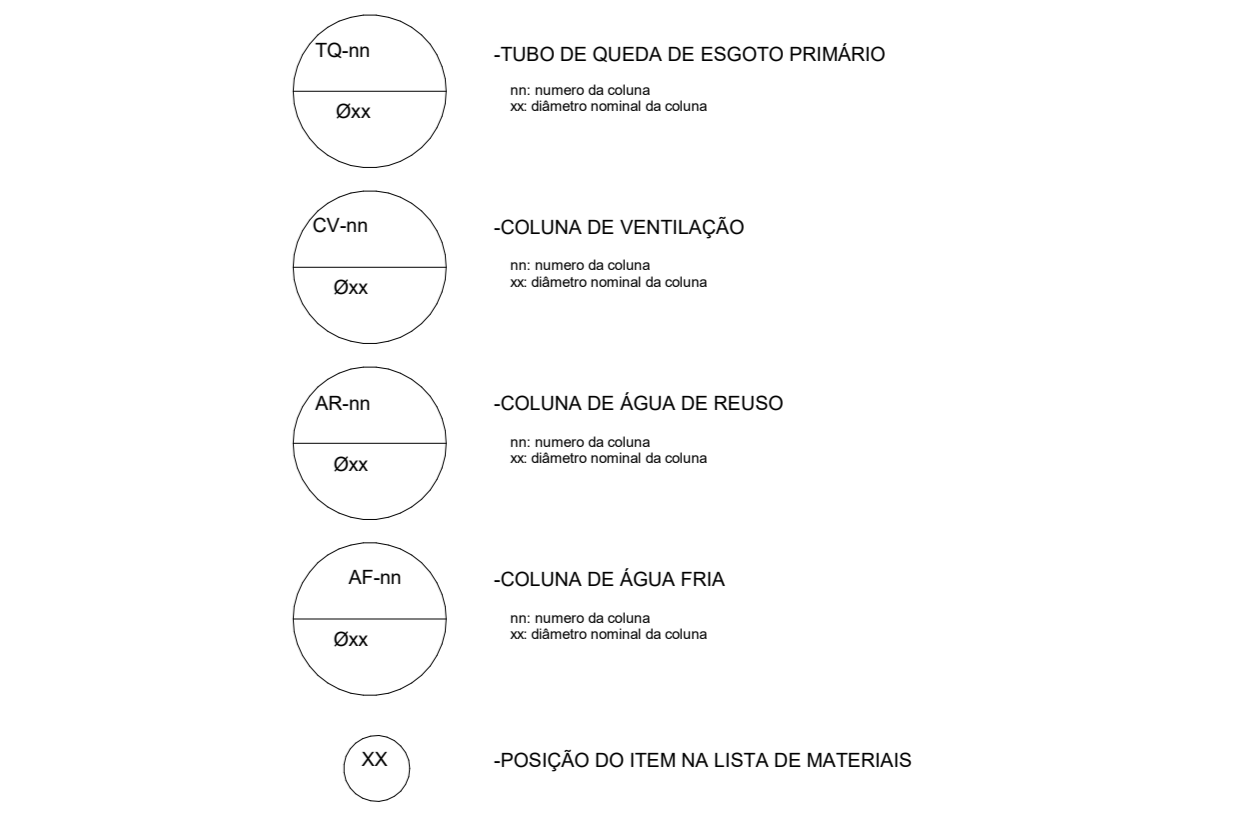 TQ-nn
Øxx
-TUBO DE QUEDA DE ESGOTO PRIMÁRIO
nn: numero da coluna
xx: diâmetro nominal da coluna
CV-nn
Øxx
-COLUNA DE VENTILAÇÃO
nn: numero da coluna
xx: diâmetro nominal da coluna
AR-nn
Øxx
-COLUNA DE ÁGUA DE REUSO
nn: numero da coluna
xx: diâmetro nominal da coluna
AF-nn
Øxx
-COLUNA DE ÁGUA FRIA
nn: numero da coluna
xx: diâmetro nominal da coluna
XX
-POSIÇÃO DO ITEM NA LISTA DE MATERIAIS